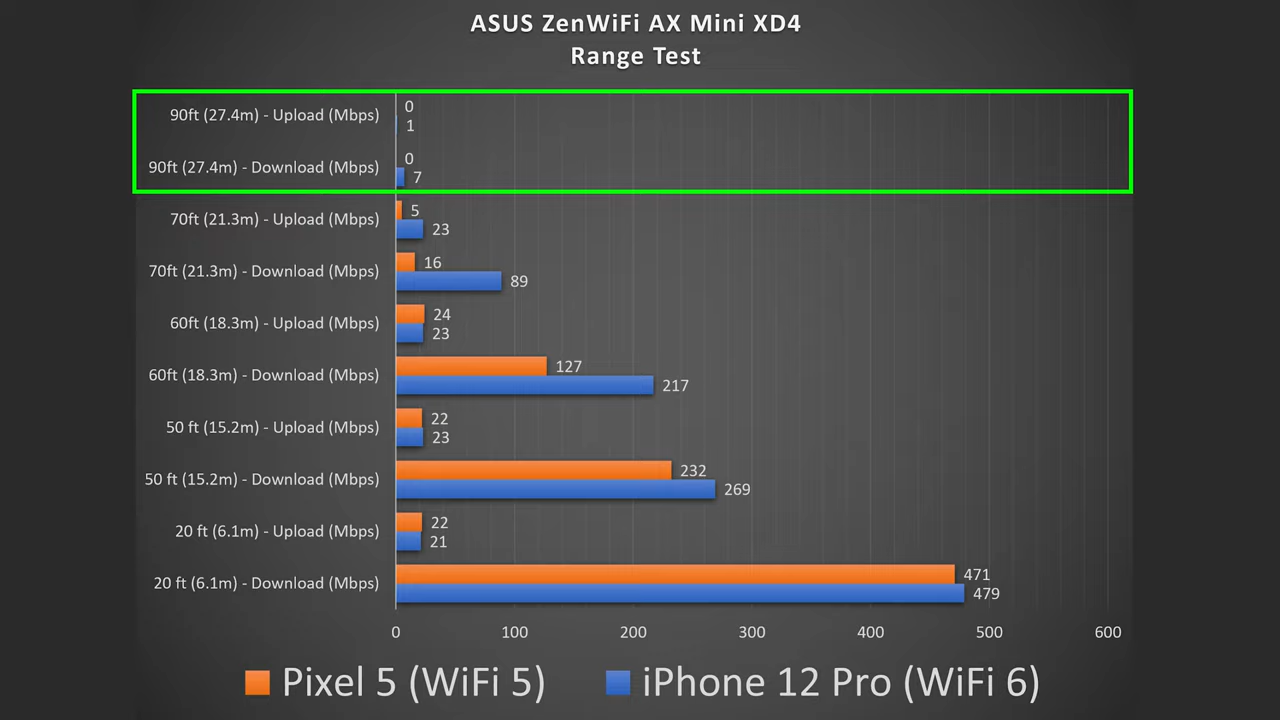 ASUS ZenWiFi AX Mini XD4
Range Test
90ft (27.4m) - Upload (Mbps)
0
1
90ft (27.4m) - Download (Mbps)
0
7
70ft (21.3m) - Upload (Mbps)
5
23
70ft (21.3m) - Download (Mbps)
16
89
60ft (18.3m) - Upload (Mbps)
24
23
60ft (18.3m) - Download (Mbps)
127
217
50 ft (15.2m) - Upload (Mbps)
22
23
50 ft (15.2m) - Download (Mbps)
232
269
20 ft (6.1m) - Upload (Mbps)
22
21
20 ft (6.1m) - Download (Mbps)
471
479
0 100 200 300 400 500 600
Pixel 5 (WiFi 5) iPhone 12 Pro (WiFi 6)